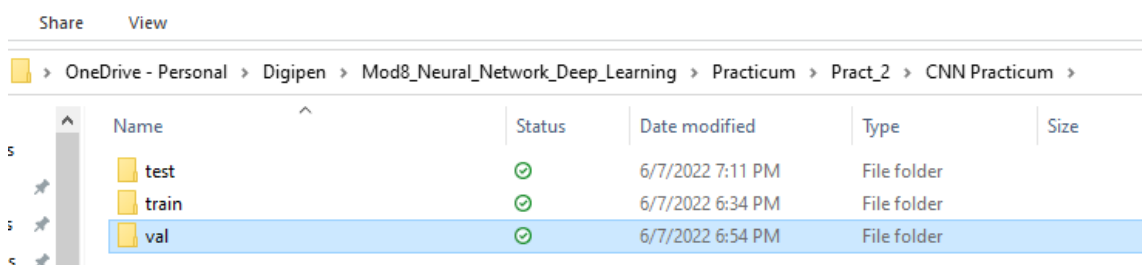 Share View
OneDrive - Personal > Digipen > Mod8_Neural_Network_Deep_Learning > Practicum > Pract_2 > CNN Practicum >
Name Status Date modified Type Size
test 6/7/2022 7:11 PM File folder
train 6/7/2022 6:34 PM File folder
val 6/7/2022 6:54 PM File folder